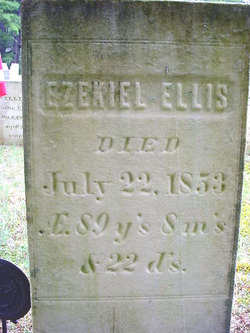 EZEKIEL ELLIS
DIED
July 22, 1853
Æ. 89 y's 8 m's
& 22 d's.